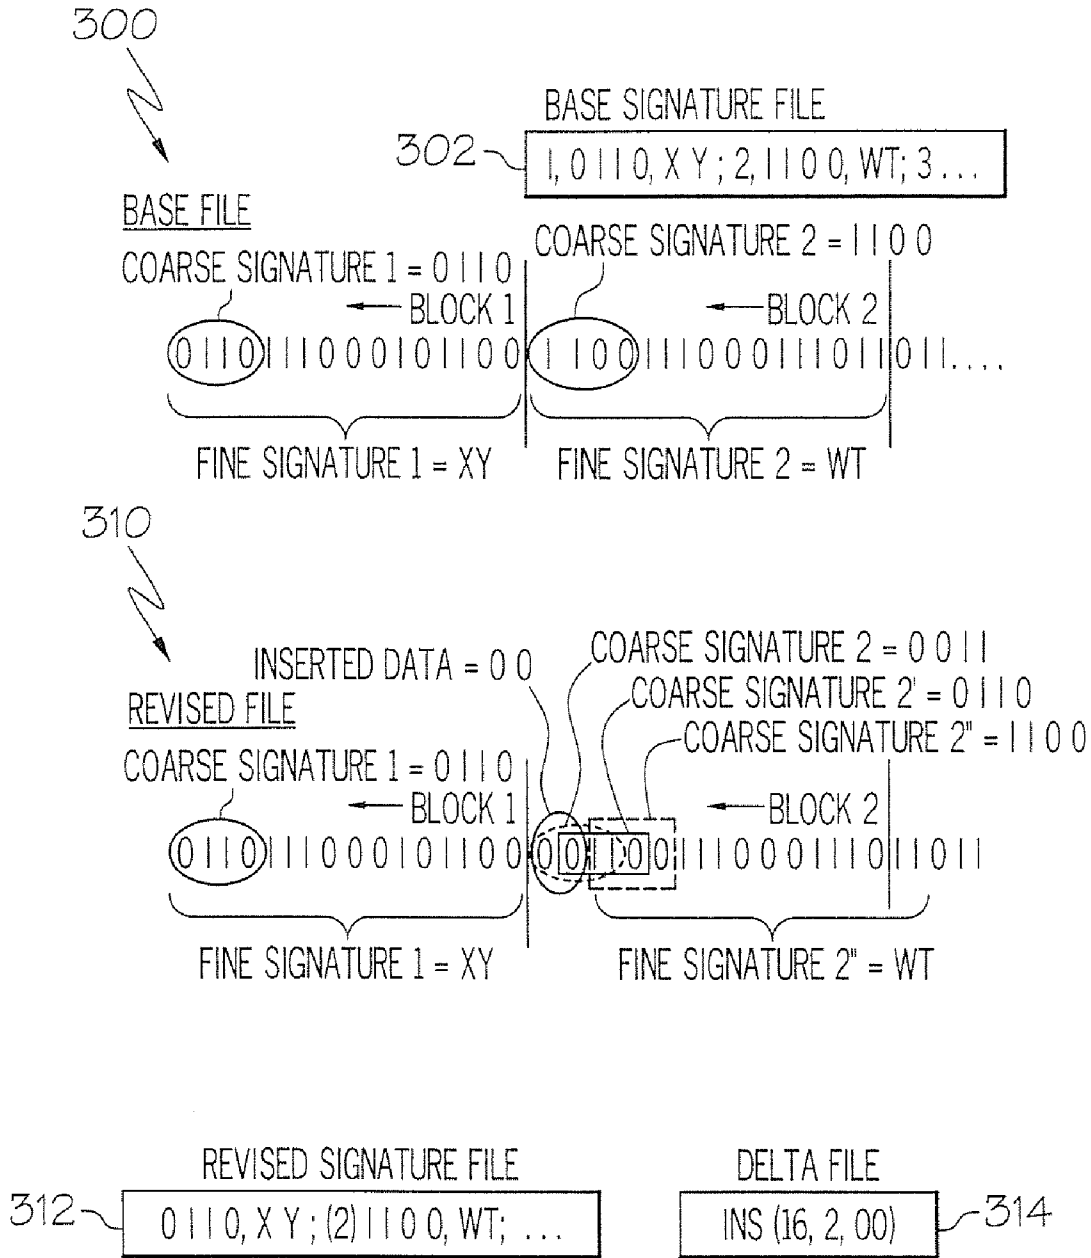 300
BASE SIGNATURE FILE
302
1, 0110, XY; 2, 1100, WT; 3...
BASE FILE
COARSE SIGNATURE 2 = 1100
COARSE SIGNATURE 1 = 0110
BLOCK 1
BLOCK 2
0110111000101100 1100111000111011 011....
FINE SIGNATURE 1 = XY
FINE SIGNATURE 2 = WT
310
COARSE SIGNATURE 2 = 0011
INSERTED DATA = 00
COARSE SIGNATURE 2' = 0110
REVISED FILE
COARSE SIGNATURE 2" = 1100
COARSE SIGNATURE 1 = 0110
BLOCK 1
BLOCK 2
0110111000101100 001100111000111011011
FINE SIGNATURE 1 = XY
FINE SIGNATURE 2" = WT
REVISED SIGNATURE FILE
DELTA FILE
312
0110, XY; (2)1100, WT; ...
INS (16, 2, 00)
314